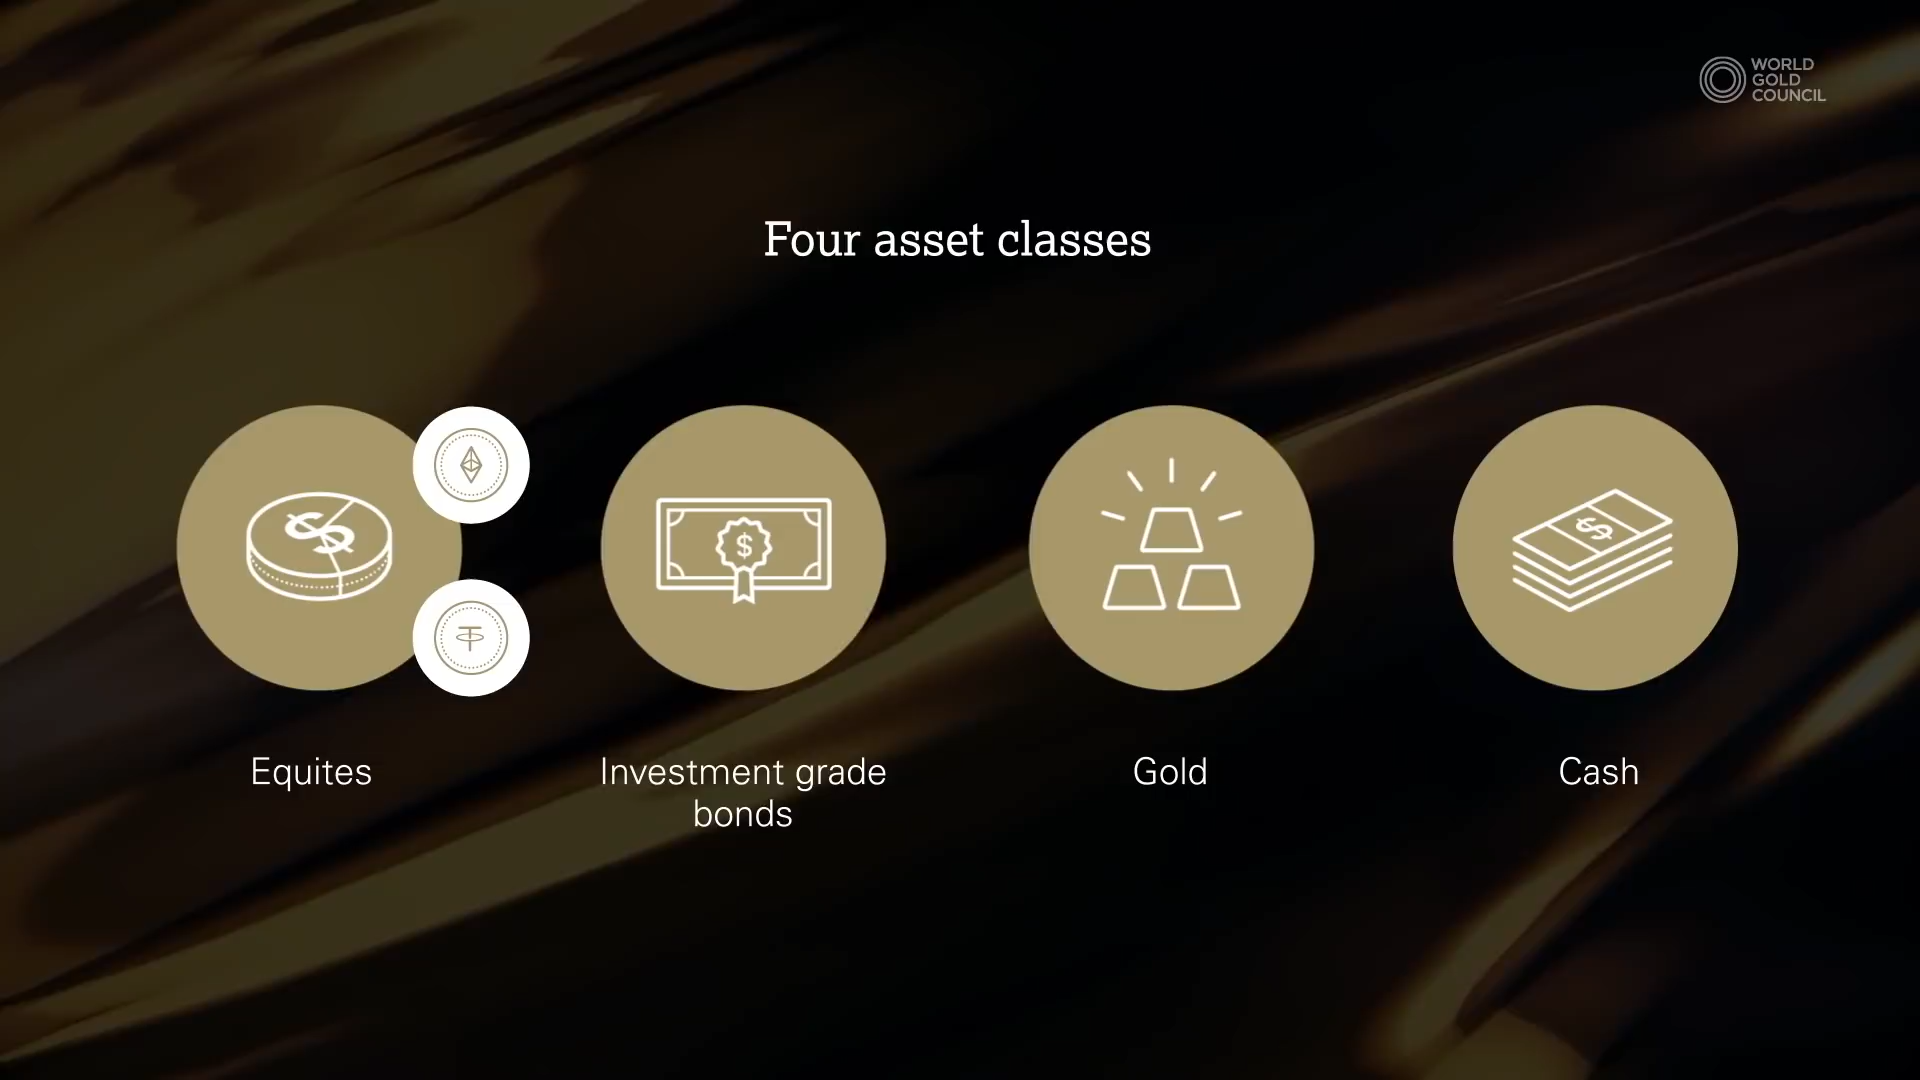 WORLD
GOLD
COUNCIL
Four asset classes
$
$
$
Equites
Investment grade
bonds
Gold
Cash